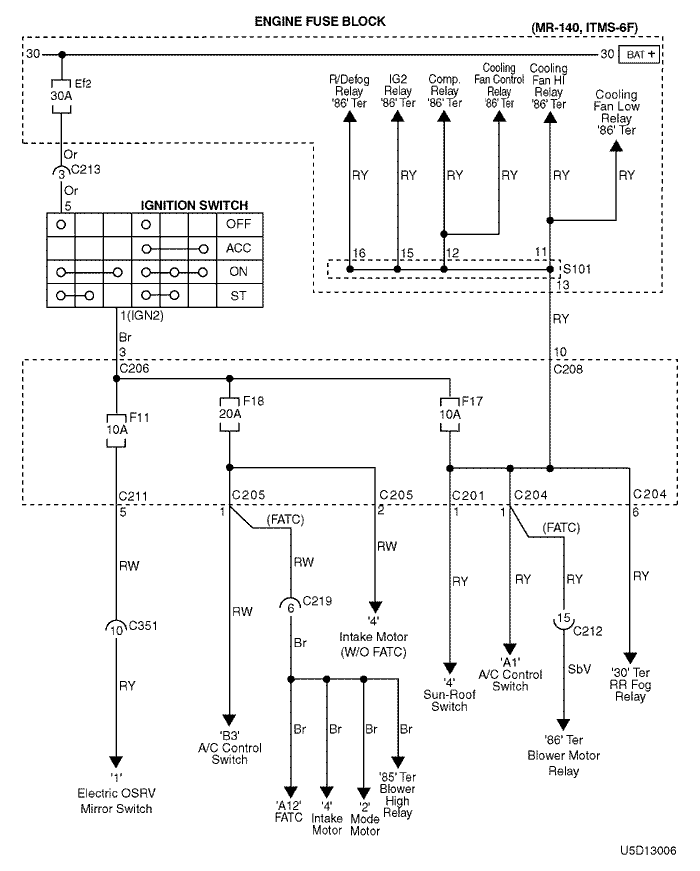 ENGINE FUSE BLOCK
(MR-140, ITMS-6F)
30
30
BAT +
Ef2
30A
R/Defog
Relay
'86' Ter
IG2
Relay
'86' Ter
Comp.
Relay
'86' Ter
Cooling
Fan Control
Relay
'86' Ter
Cooling
Fan HI
Relay
'86' Ter
Cooling
Fan Low
Relay
'86' Ter
Or
3
C213
Or
5
RY
RY
RY
RY
RY
RY
IGNITION SWITCH
OFF
ACC
ON
ST
16
15
12
11
S101
13
1(IGN2)
Br
3
C206
RY
10
C208
F11
10A
F18
20A
F17
10A
C211
5
C205
1
C205
2
C201
1
C204
1
C204
6
(FATC)
(FATC)
RW
RW
RW
RW
RY
RY
RY
RY
10
C351
6
C219
15
C212
RY
Br
SbV
'4'
Intake Motor
(W/O FATC)
Br
Br
Br
Br
'1'
Electric OSRV
Mirror Switch
'B3'
A/C Control
Switch
'A12'
FATC
'4'
Intake
Motor
'2'
Mode
Motor
'85' Ter
Blower
High
Relay
'4'
Sun-Roof
Switch
'A1'
A/C Control
Switch
'86' Ter
Blower Motor
Relay
'30' Ter
RR Fog
Relay
U5D13006